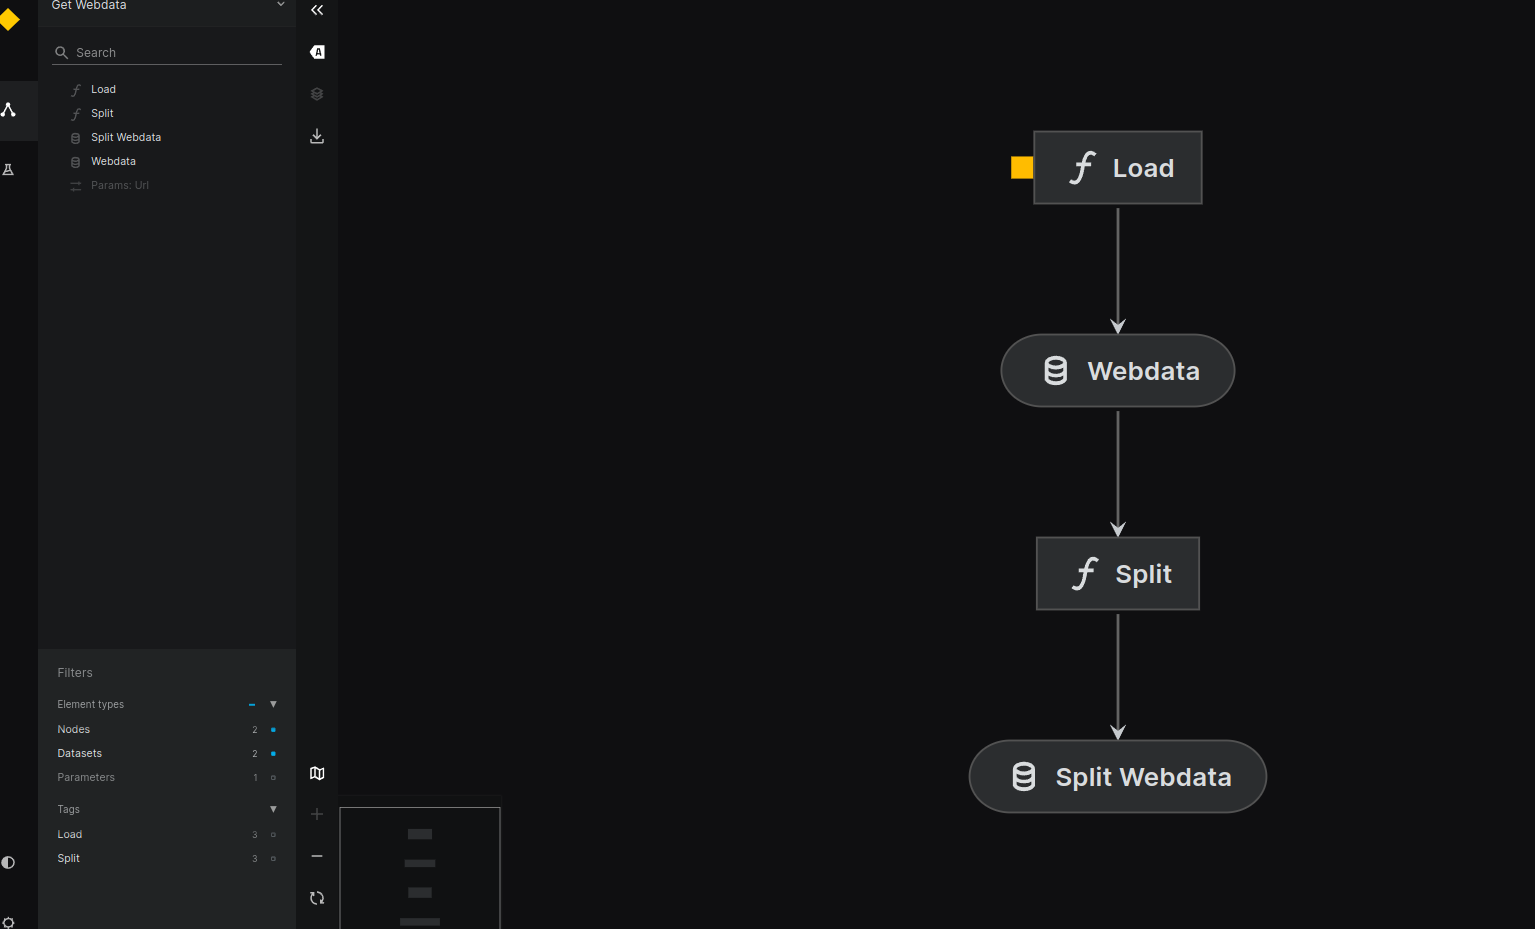 Get Webdata
Search
Load
Split
Split Webdata
Webdata
Params: Url
Filters
Element types
Nodes 2
Datasets 2
Parameters 1
Tags
Load 3
Split 3
A
Load
Webdata
Split
Split Webdata